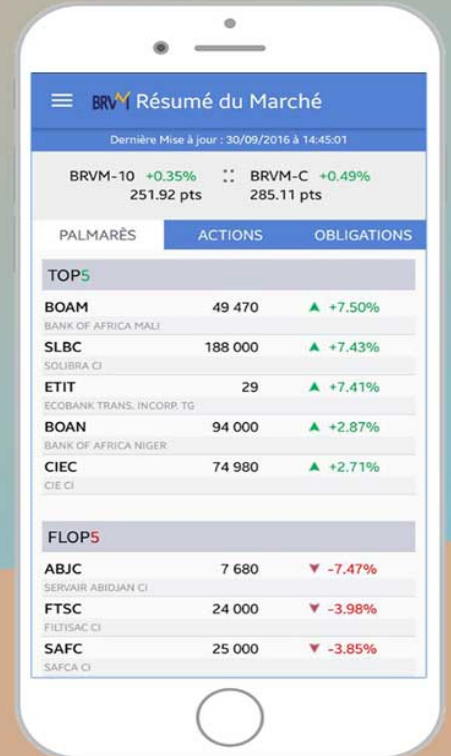 BRVM Résumé du Marché
Dernière Mise à jour : 30/09/2016 à 14:45:01
BRVM-10 +0.35% :: BRVM-C +0.49%
251.92 pts 285.11 pts
PALMARÈS ACTIONS OBLIGATIONS
TOP5
BOAM 49 470 ▲ +7.50%
BANK OF AFRICA MALI
SLBC 188 000 ▲ +7.43%
SOLIBRA CI
ETIT 29 ▲ +7.41%
ECOBANK TRANS. INCORP. TG
BOAN 94 000 ▲ +2.87%
BANK OF AFRICA NIGER
CIEC 74 980 ▲ +2.71%
CIE CI
FLOP5
ABJC 7 680 ▼ -7.47%
SERVAIR ABIDJAN CI
FTSC 24 000 ▼ -3.98%
FILTISAC CI
SAFC 25 000 ▼ -3.85%
SAFCA CI